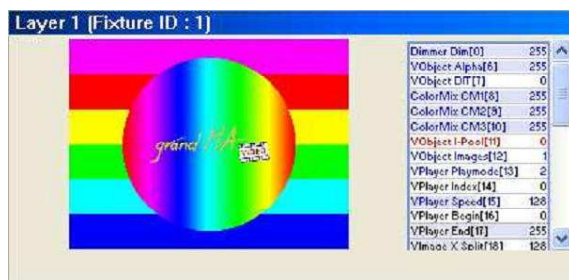 Layer 1 (Fixture ID : 1)
grand MA
video
Dimmer Dim[0] 255
VObject Alpha[6] 255
VObject DIT[7] 0
ColorMix CM1[8] 255
ColorMix CM2[9] 255
ColorMix CM3[10] 255
VObject I-Pool[11] 0
VObject Images[12] 1
VPlayer Playmode[13] 2
VPlayer Index[14] 0
VPlayer Speed[15] 128
VPlayer Begin[16] 0
VPlayer End[17] 255
VImage X Split[18] 128